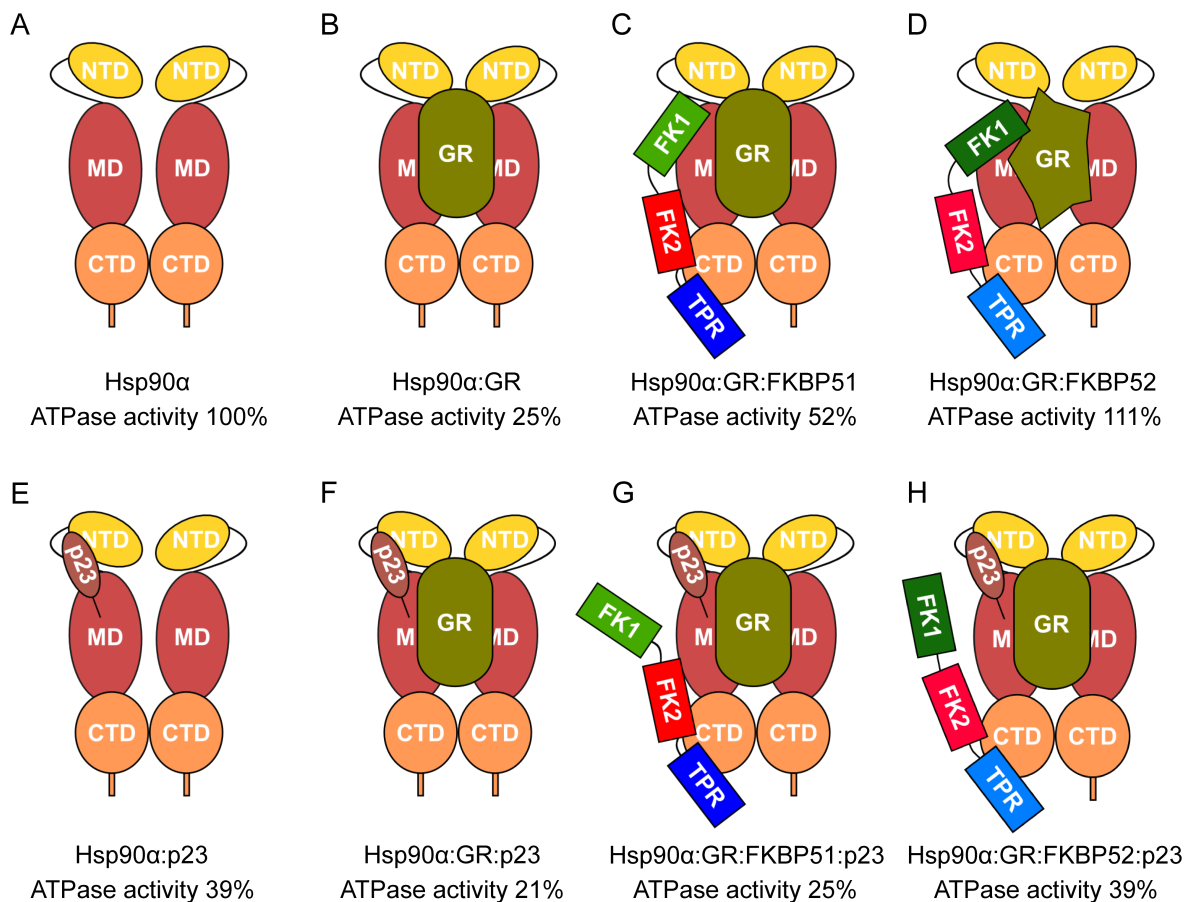 A
B
C
D
NTD NTD
NTD NTD
NTD NTD
NTD NTD
FK1
FK1
MD MD
M GR MD
GR MD
M GR
FK2
FK2
CTD CTD
CTD CTD
CTD CTD
CTD CTD
TPR
TPR
Hsp90α
Hsp90α:GR
Hsp90α:GR:FKBP51
Hsp90α:GR:FKBP52
ATPase activity 100%
ATPase activity 25%
ATPase activity 52%
ATPase activity 111%
E
F
G
H
NTD NTD
NTD NTD
NTD NTD
NTD NTD
p23
p23
p23
p23
FK1
FK1
MD MD
M GR MD
GR MD
M GR MD
FK2
FK2
CTD CTD
CTD CTD
CTD CTD
CTD CTD
TPR
TPR
Hsp90α:p23
Hsp90α:GR:p23
Hsp90α:GR:FKBP51:p23
Hsp90α:GR:FKBP52:p23
ATPase activity 39%
ATPase activity 21%
ATPase activity 25%
ATPase activity 39%